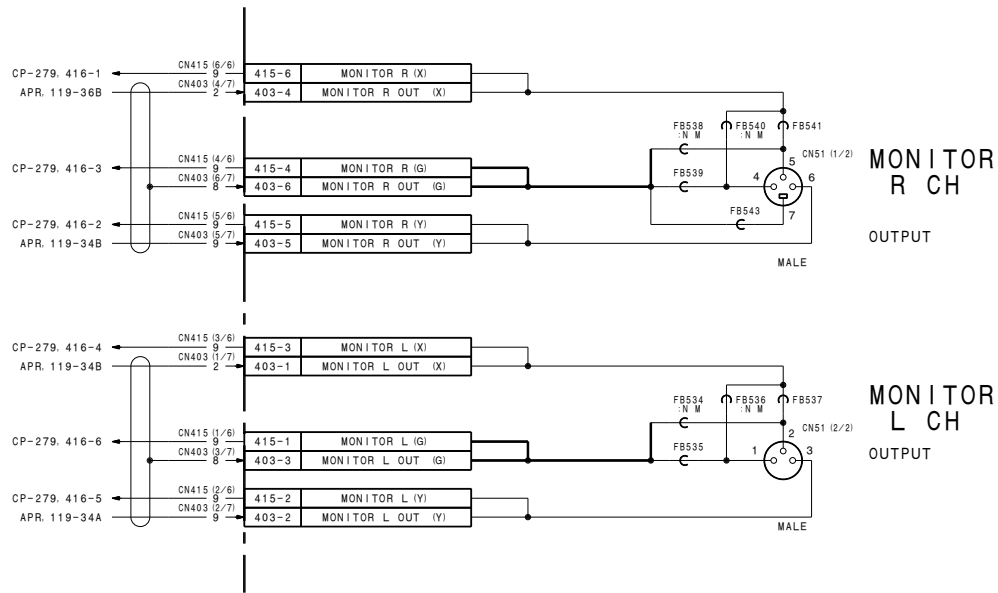 CP-279, 416-1 CN415 (6/6) 9 415-6 MONITOR R (X)
APR, 119-36B CN403 (4/7) 2 403-4 MONITOR R OUT (X)
FB538 :N M FB540 :N M FB541
CN51 (1/2)
CP-279, 416-3 CN415 (4/6) 9 415-4 MONITOR R (G)
CN403 (6/7) 8 403-6 MONITOR R OUT (G)
FB539 4 5 6 7
MONITOR
R CH
CP-279, 416-2 CN415 (5/6) 9 415-5 MONITOR R (Y)
APR, 119-34B CN403 (5/7) 9 403-5 MONITOR R OUT (Y)
FB543
OUTPUT
MALE
CP-279, 416-4 CN415 (3/6) 9 415-3 MONITOR L (X)
APR, 119-34B CN403 (1/7) 2 403-1 MONITOR L OUT (X)
FB534 :N M FB536 :N M FB537
CN51 (2/2)
MONITOR
L CH
CP-279, 416-6 CN415 (1/6) 9 415-1 MONITOR L (G)
CN403 (3/7) 8 403-3 MONITOR L OUT (G)
FB535 1 2 3
OUTPUT
CP-279, 416-5 CN415 (2/6) 9 415-2 MONITOR L (Y)
APR, 119-34A CN403 (2/7) 9 403-2 MONITOR L OUT (Y)
MALE